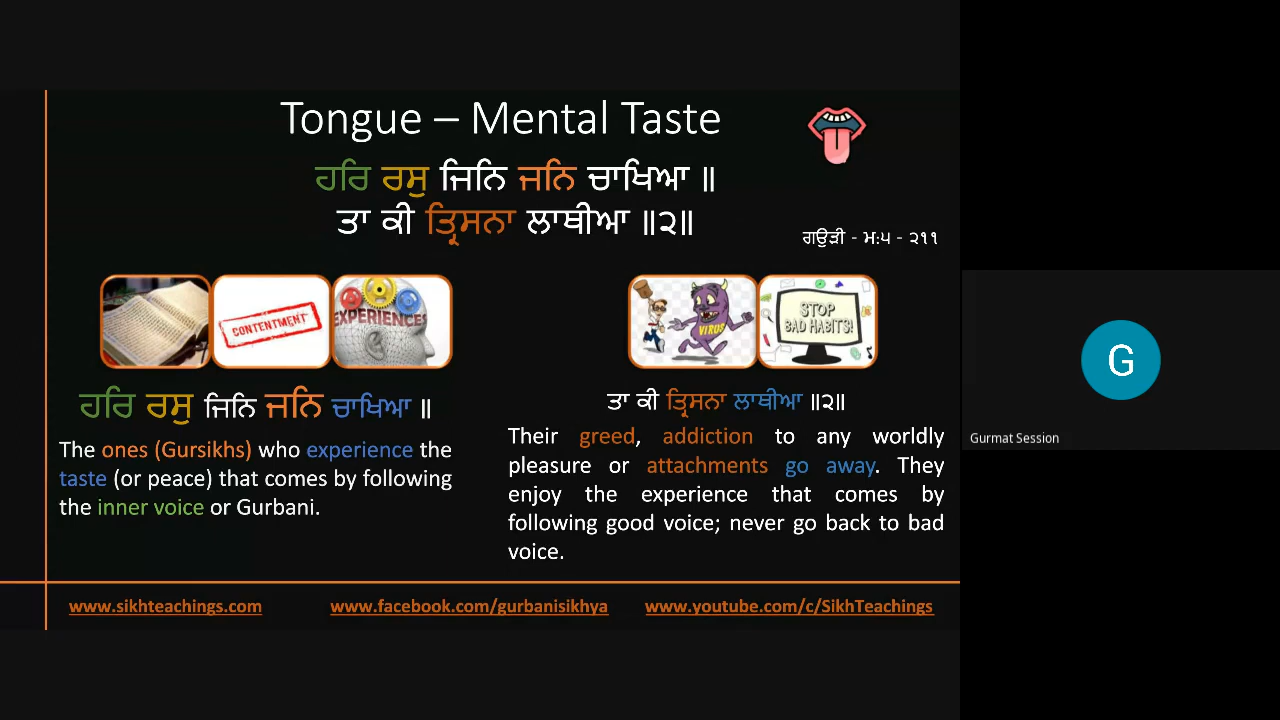 Tongue – Mental Taste
ਹਰਿ ਰਸੁ ਜਿਨਿ ਜਨਿ ਚਾਖਿਆ ॥
ਤਾ ਕੀ ਤ੍ਰਿਸਨਾ ਲਾਥੀਆ ॥੨॥
ਗਉੜੀ - ਮ:੫ - ੨੧੧
CONTENTMENT
EXPERIENCES
VIRUS
STOP
BAD HABITS!
ਹਰਿ ਰਸੁ ਜਿਨਿ ਜਨਿ ਚਾਖਿਆ ॥
The ones (Gursikhs) who experience the
taste (or peace) that comes by following
the inner voice or Gurbani.
ਤਾ ਕੀ ਤ੍ਰਿਸਨਾ ਲਾਥੀਆ ॥੨॥
Their greed, addiction to any worldly
pleasure or attachments go away. They
enjoy the experience that comes by
following good voice; never go back to bad
voice.
www.sikhteachings.com
www.facebook.com/gurbanisikhya
www.youtube.com/c/SikhTeachings
G
Gurmat Session